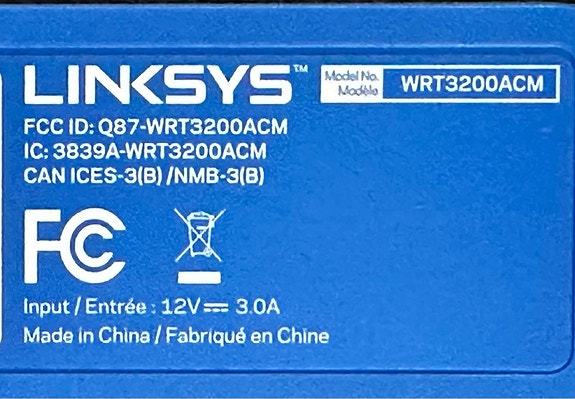 LINKSYS™ Model No. WRT3200ACM
Modèle
FCC ID: Q87-WRT3200ACM
IC: 3839A-WRT3200ACM
CAN ICES-3(B) /NMB-3(B)
FC
Input / Entrée : 12V⎓ 3.0A
Made in China / Fabriqué en Chine